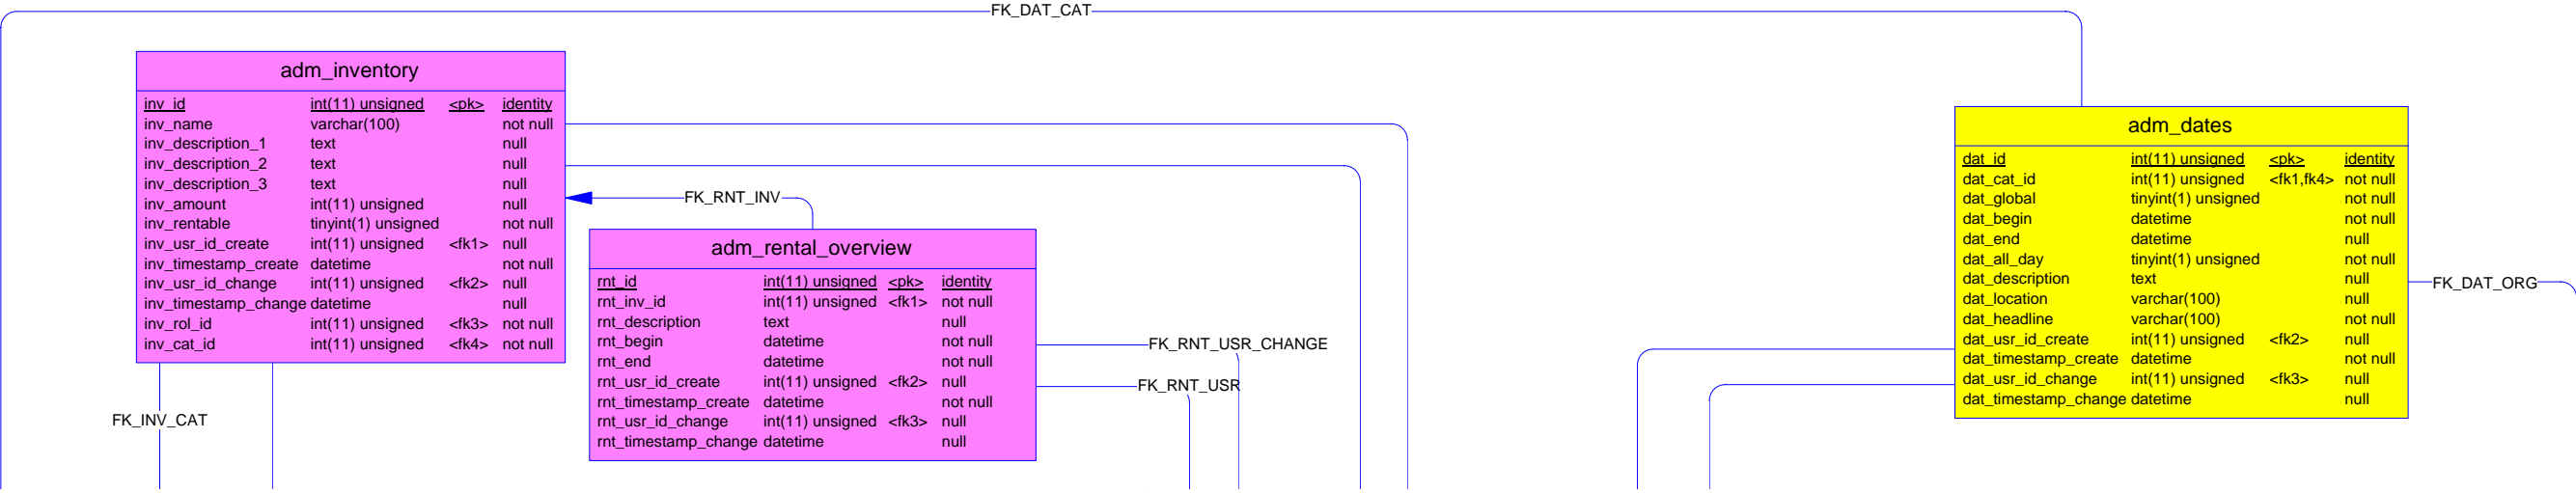 FK_DAT_CAT
adm_inventory
inv_id int(11) unsigned <pk> identity
inv_name varchar(100) not null
inv_description_1 text null
inv_description_2 text null
inv_description_3 text null
inv_amount int(11) unsigned null
inv_rentable tinyint(1) unsigned not null
inv_usr_id_create int(11) unsigned <fk1> null
inv_timestamp_create datetime not null
inv_usr_id_change int(11) unsigned <fk2> null
inv_timestamp_change datetime null
inv_rol_id int(11) unsigned <fk3> not null
inv_cat_id int(11) unsigned <fk4> not null
FK_INV_CAT
FK_RNT_INV
adm_rental_overview
rnt_id int(11) unsigned <pk> identity
rnt_inv_id int(11) unsigned <fk1> not null
rnt_description text null
rnt_begin datetime not null
rnt_end datetime not null
rnt_usr_id_create int(11) unsigned <fk2> null
rnt_timestamp_create datetime not null
rnt_usr_id_change int(11) unsigned <fk3> null
rnt_timestamp_change datetime null
FK_RNT_USR_CHANGE
FK_RNT_USR
adm_dates
dat_id int(11) unsigned <pk> identity
dat_cat_id int(11) unsigned <fk1,fk4> not null
dat_global tinyint(1) unsigned not null
dat_begin datetime not null
dat_end datetime null
dat_all_day tinyint(1) unsigned not null
dat_description text null
dat_location varchar(100) null
dat_headline varchar(100) not null
dat_usr_id_create int(11) unsigned <fk2> null
dat_timestamp_create datetime not null
dat_usr_id_change int(11) unsigned <fk3> null
dat_timestamp_change datetime null
FK_DAT_ORG